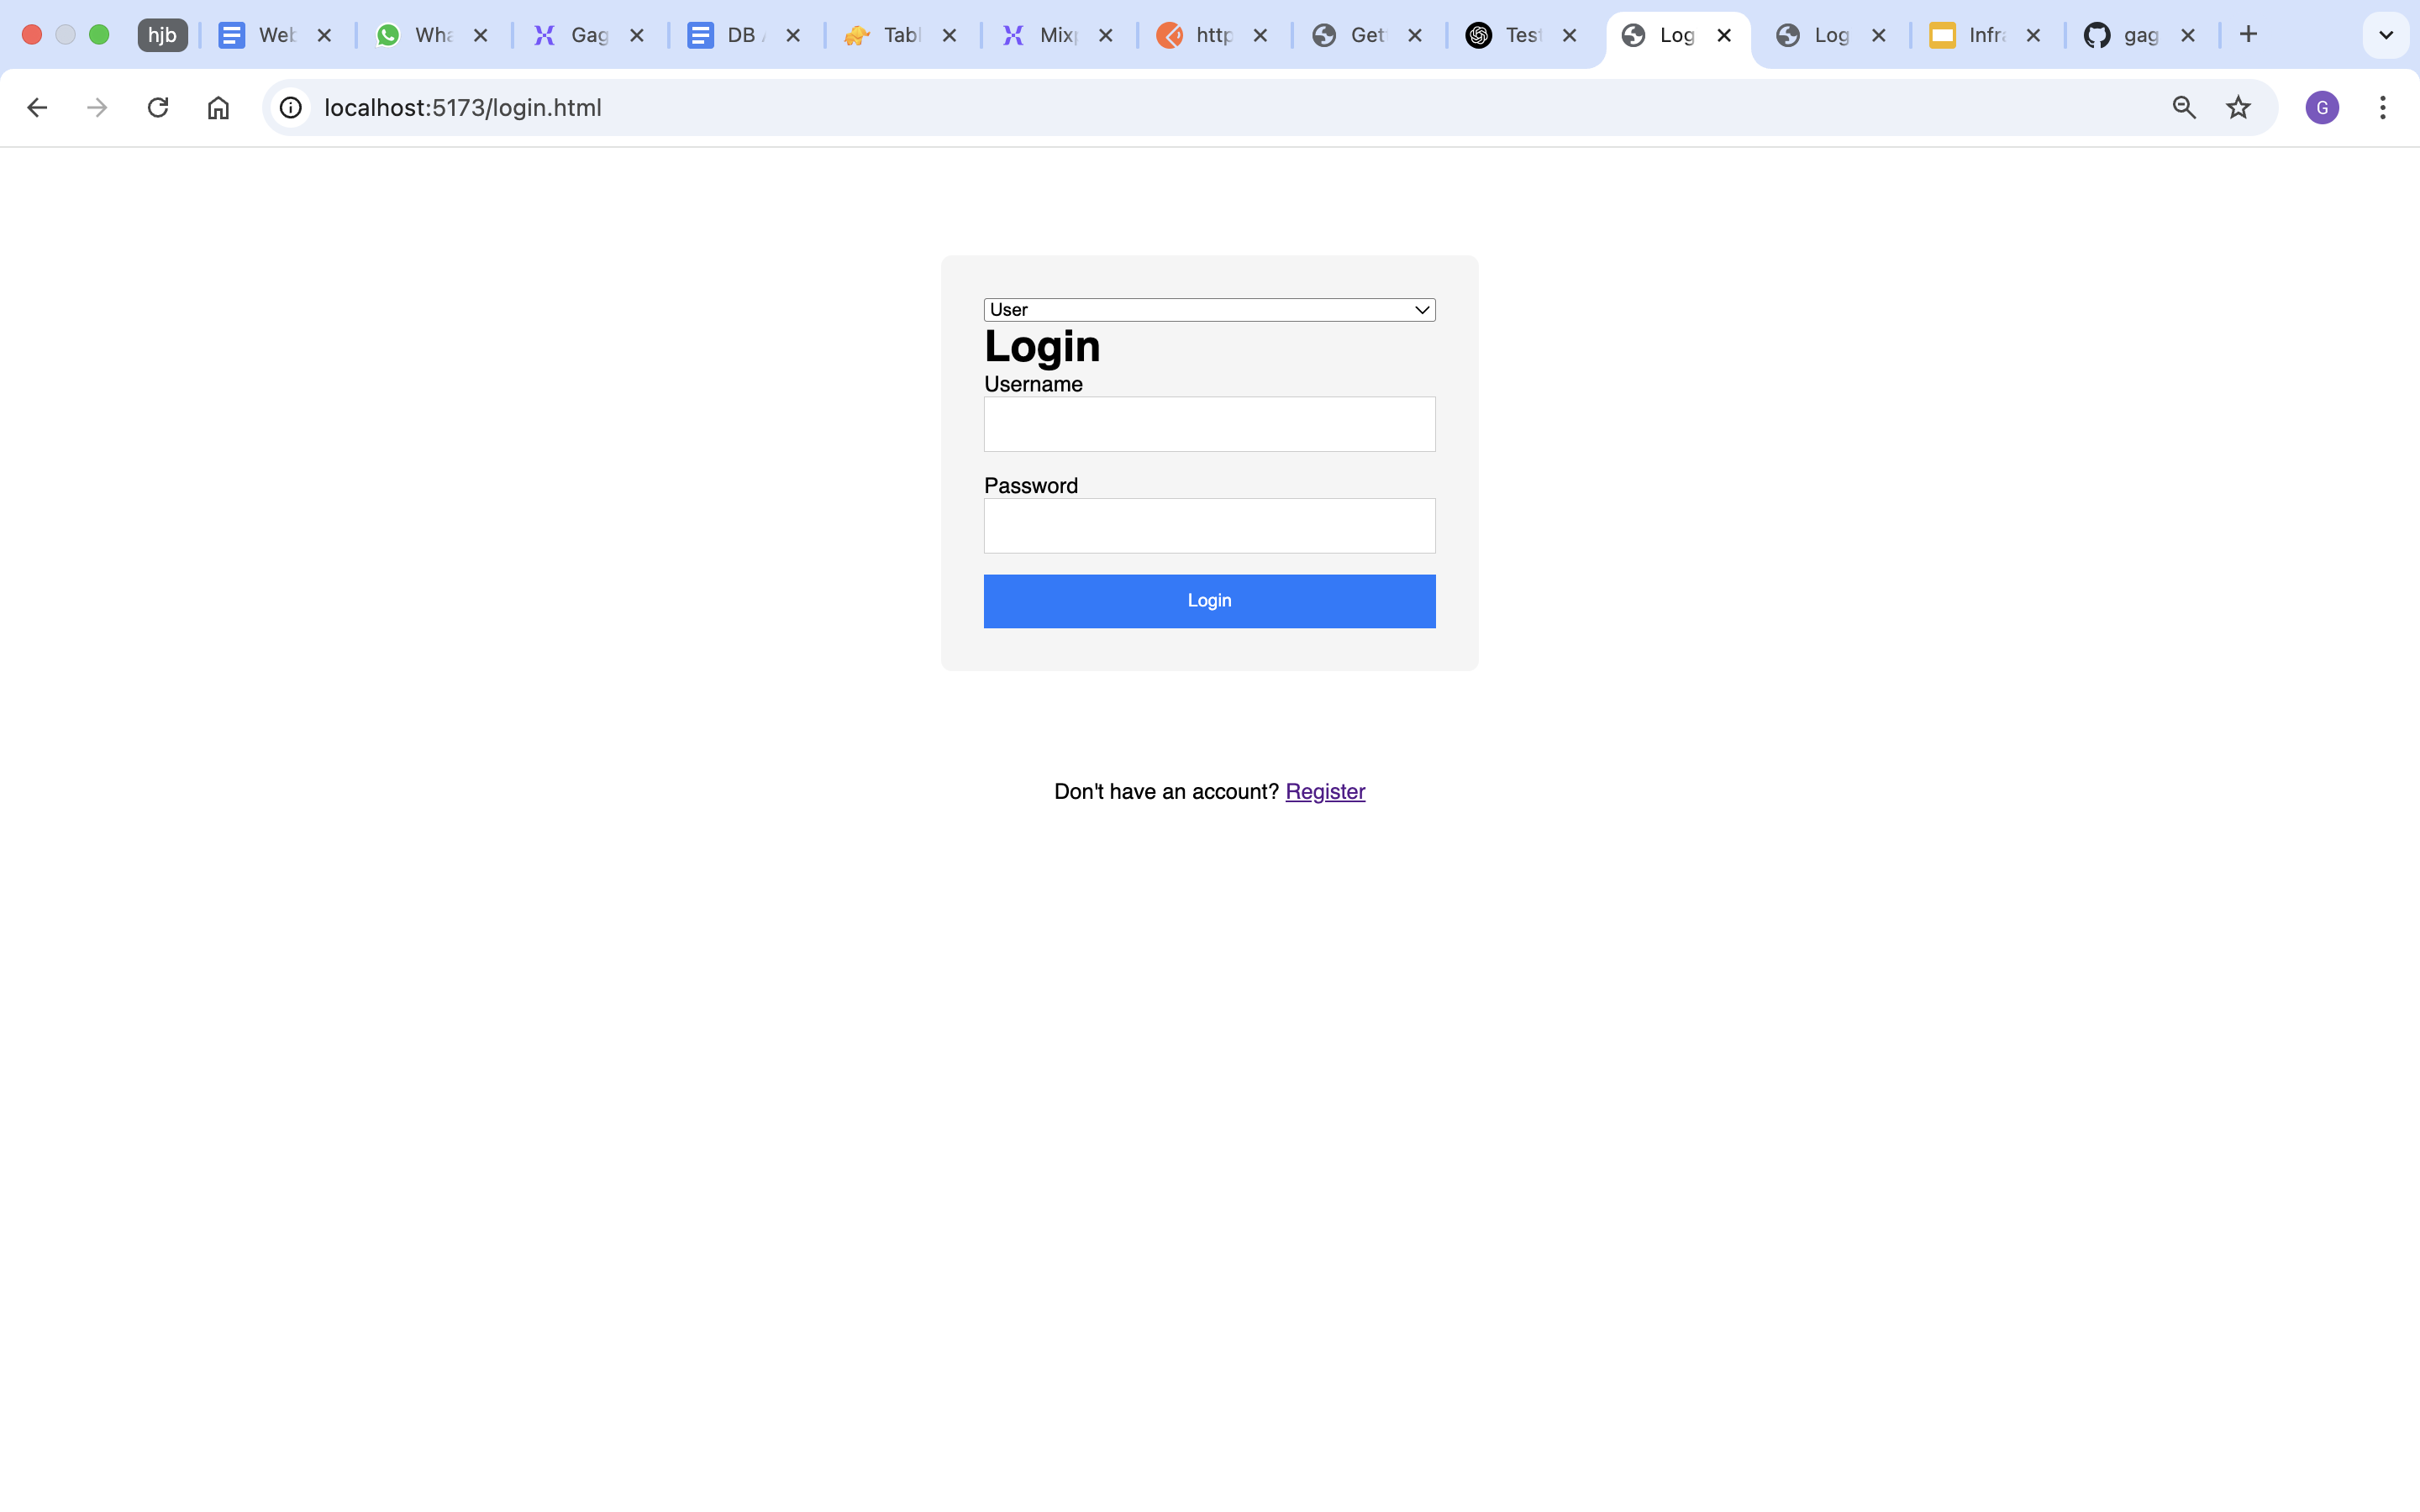 hjb Web Wha Gag DB Tabl Mix http Get Test Log Log Infra gag
localhost:5173/login.html
G
User
Login
Username
Password
Login
Don't have an account? Register